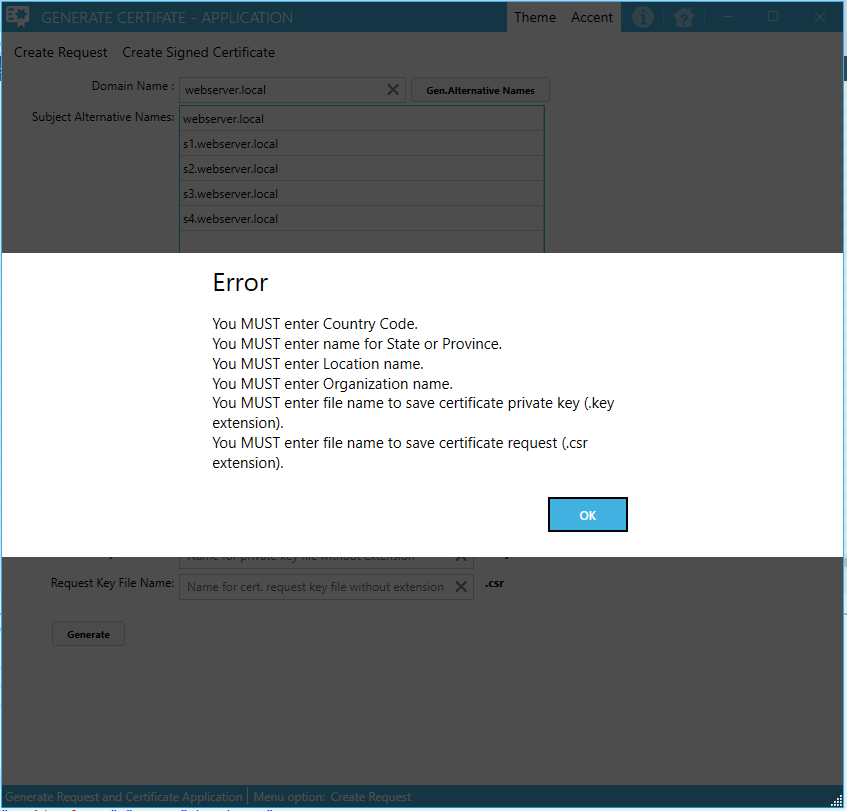 GENERATE CERTIFATE - APPLICATION
Theme Accent
Create Request Create Signed Certificate
Domain Name : webserver.local Gen.Alternative Names
Subject Alternative Names: webserver.local
s1.webserver.local
s2.webserver.local
s3.webserver.local
s4.webserver.local
Error
You MUST enter Country Code.
You MUST enter name for State or Province.
You MUST enter Location name.
You MUST enter Organization name.
You MUST enter file name to save certificate private key (.key
extension).
You MUST enter file name to save certificate request (.csr
extension).
OK
Name for private key file without extension
Request Key File Name: Name for cert. request key file without extension .csr
Generate
Generate Request and Certificate Application Menu option: Create Request